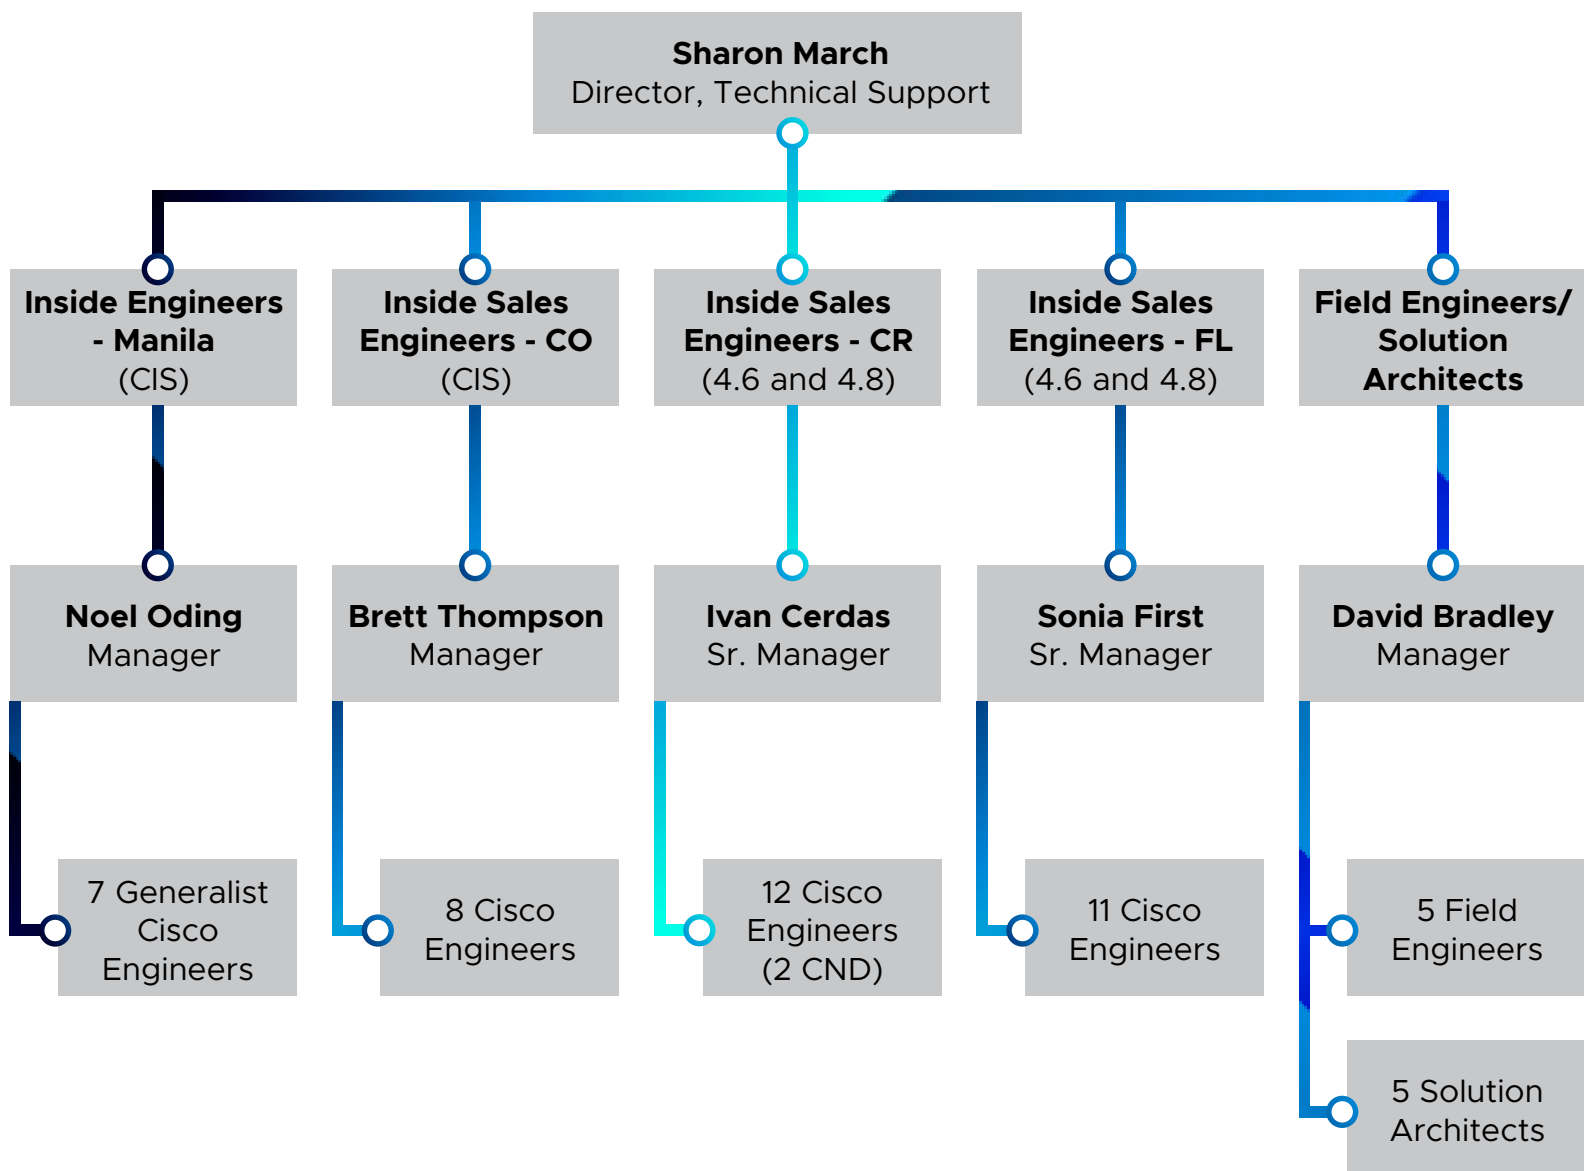 Sharon March
Director, Technical Support
Inside Engineers
- Manila
(CIS)
Inside Sales
Engineers - CO
(CIS)
Inside Sales
Engineers - CR
(4.6 and 4.8)
Inside Sales
Engineers - FL
(4.6 and 4.8)
Field Engineers/
Solution
Architects
Noel Oding
Manager
Brett Thompson
Manager
Ivan Cerdas
Sr. Manager
Sonia First
Sr. Manager
David Bradley
Manager
7 Generalist
Cisco
Engineers
8 Cisco
Engineers
12 Cisco
Engineers
(2 CND)
11 Cisco
Engineers
5 Field
Engineers
5 Solution
Architects